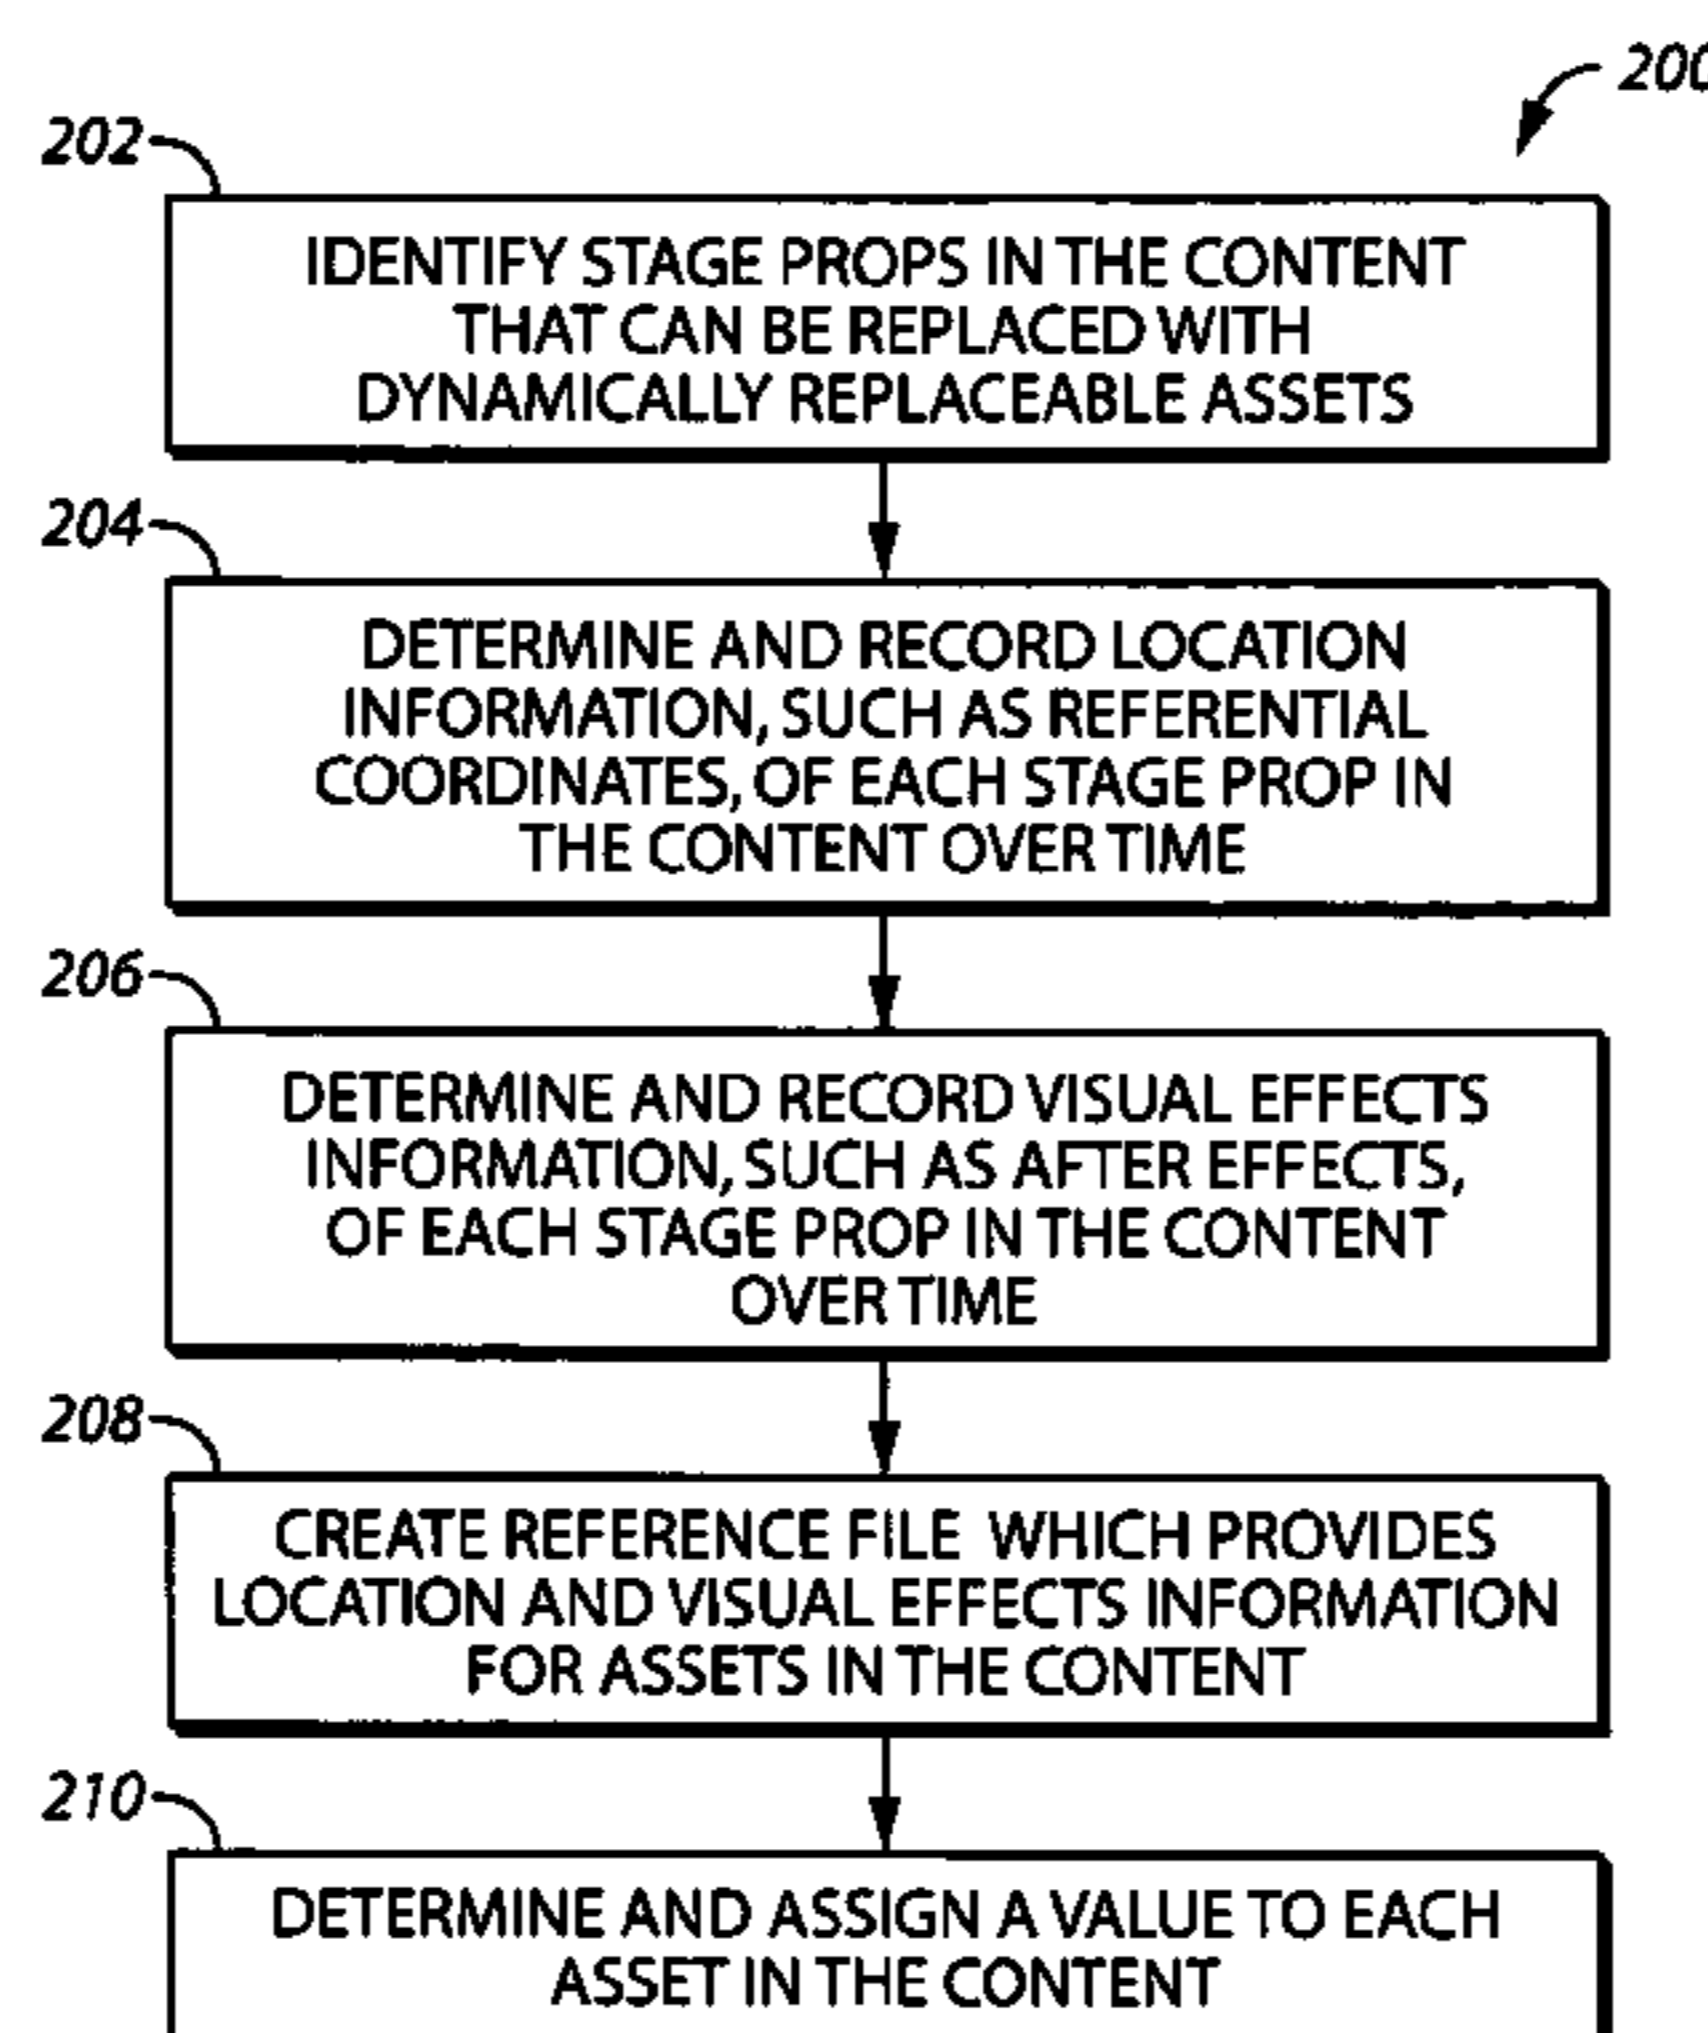 200
202
IDENTIFY STAGE PROPS IN THE CONTENT
THAT CAN BE REPLACED WITH
DYNAMICALLY REPLACEABLE ASSETS
204
DETERMINE AND RECORD LOCATION
INFORMATION, SUCH AS REFERENTIAL
COORDINATES, OF EACH STAGE PROP IN
THE CONTENT OVER TIME
206
DETERMINE AND RECORD VISUAL EFFECTS
INFORMATION, SUCH AS AFTER EFFECTS,
OF EACH STAGE PROP IN THE CONTENT
OVER TIME
208
CREATE REFERENCE FILE WHICH PROVIDES
LOCATION AND VISUAL EFFECTS INFORMATION
FOR ASSETS IN THE CONTENT
210
DETERMINE AND ASSIGN A VALUE TO EACH
ASSET IN THE CONTENT